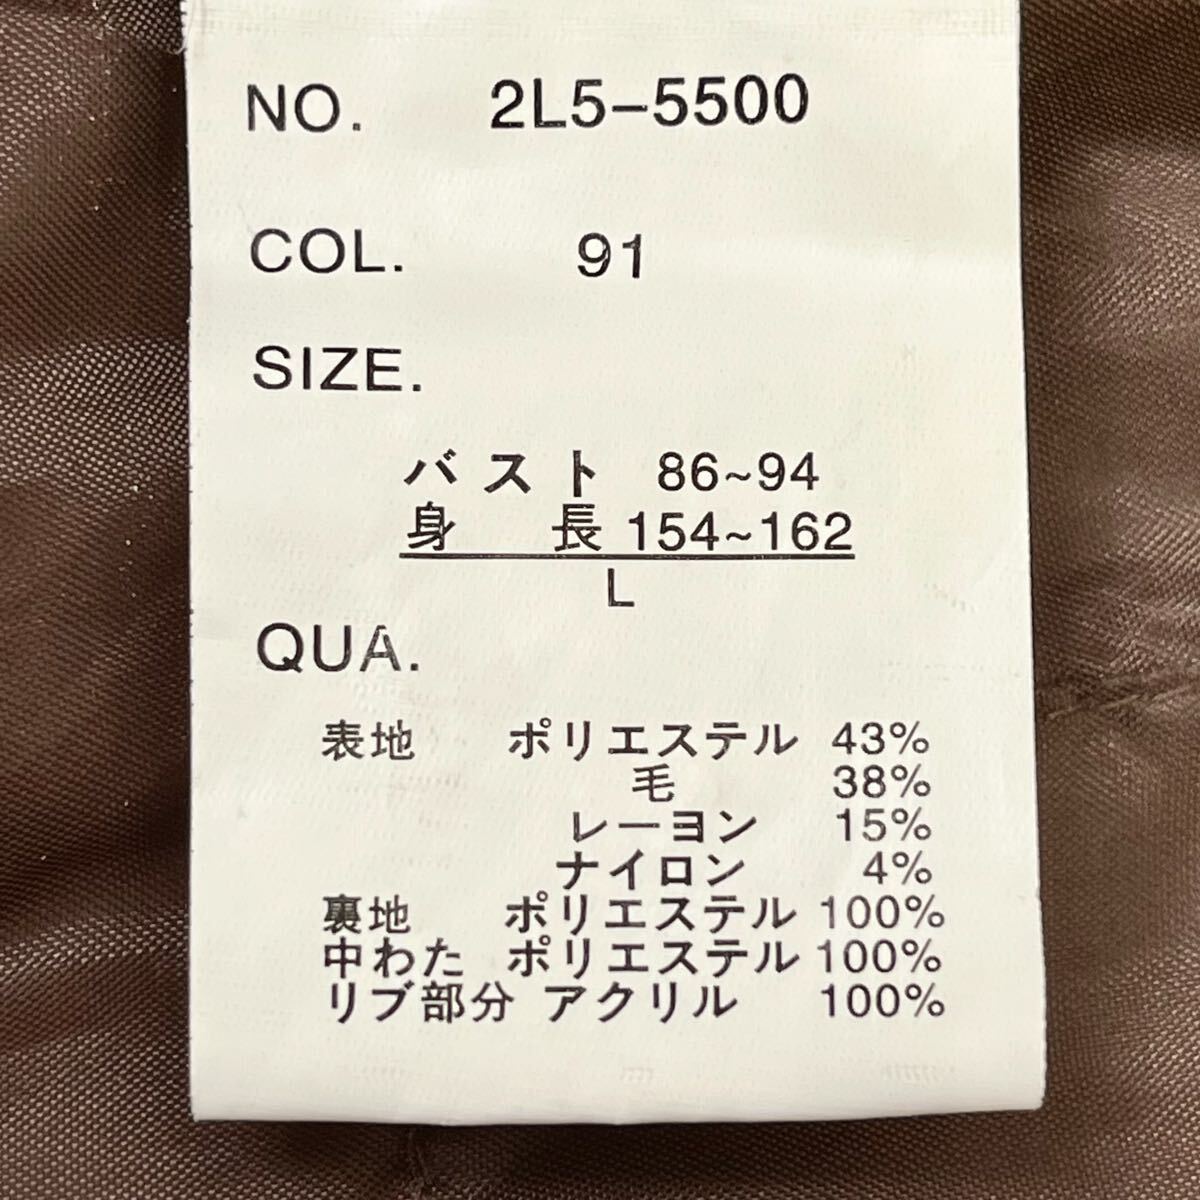 NO. 2L5-5500
COL. 91
SIZE.
バスト 86~94
身 長 154~162
L
QUA.
表地 ポリエステル 43%
毛 38%
レーヨン 15%
ナイロン 4%
裏地 ポリエステル 100%
中わた ポリエステル 100%
リブ部分 アクリル 100%